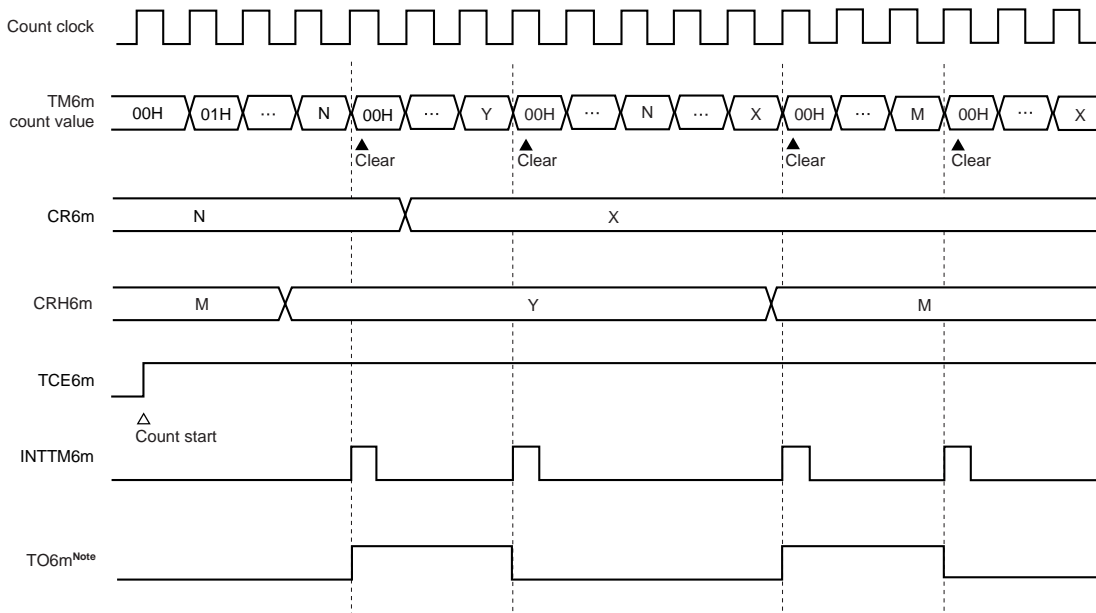 Count clock
TM6m
count value
00H 01H ... N 00H ... Y 00H ... N ... X 00H ... M 00H ... X
Clear Clear Clear Clear
CR6m N X
CRH6m M Y M
TCE6m
Count start
INTTM6m
TO6mNote